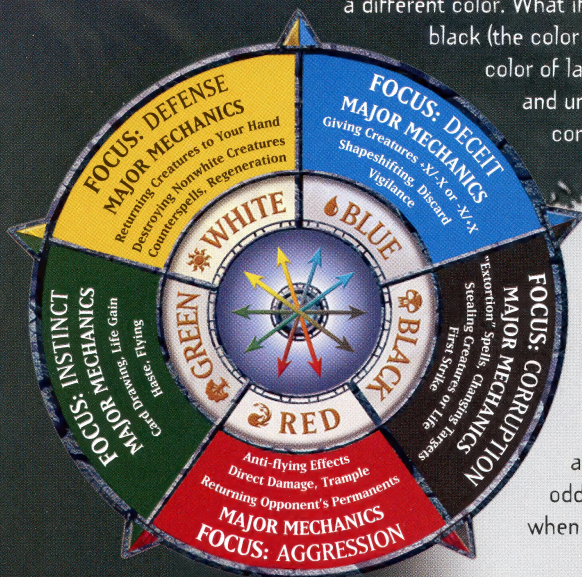 a different color. What i
black (the color
color of la
and un
con
FOCUS: DEFENSE
MAJOR MECHANICS
Returning Creatures to Your Hand
Destroying Nonwhite Creatures
Counterspells, Regeneration
WHITE
FOCUS: DECEIT
MAJOR MECHANICS
Giving Creatures +X/-X or -X/+X
Shapeshifting, Discard
Vigilance
BLUE
FOCUS: CORRUPTION
MAJOR MECHANICS
"Extortion" Spells, Changing Targets
Stealing Creatures or Life
First Strike
BLACK
RED
Anti-flying Effects
Direct Damage, Trample
Returning Opponent's Permanents
MAJOR MECHANICS
FOCUS: AGGRESSION
GREEN
FOCUS: INSTINCT
MAJOR MECHANICS
Card Drawing, Life Gain
Haste, Flying
a
odd
when